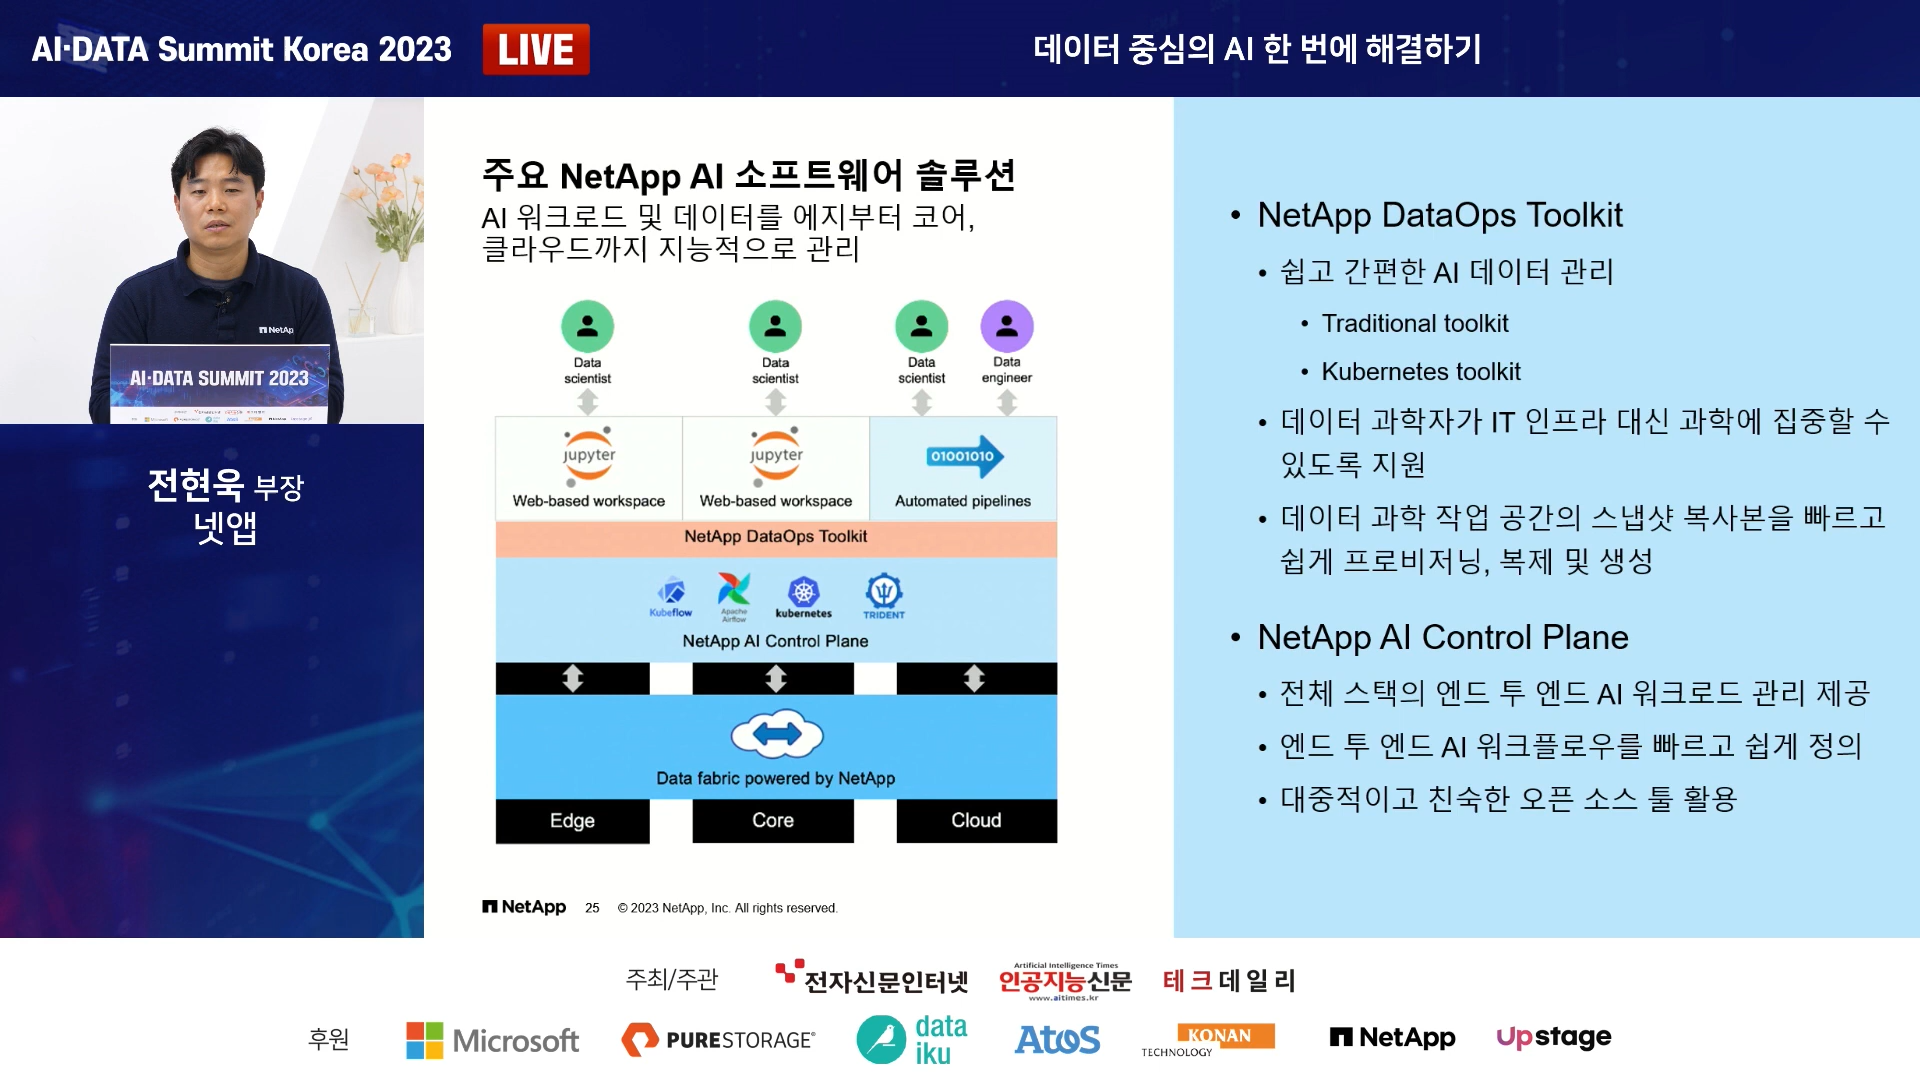 AI·DATA Summit Korea 2023
LIVE
데이터 중심의 AI 한 번에 해결하기
NetAp
AI·DATA SUMMIT 2023
전현욱 부장
넷앱
주요 NetApp AI 소프트웨어 솔루션
AI 워크로드 및 데이터를 에지부터 코어,
클라우드까지 지능적으로 관리
Data
scientist
Data
scientist
Data
scientist
Data
engineer
jupyter
Web-based workspace
jupyter
Web-based workspace
01001010
Automated pipelines
NetApp DataOps Toolkit
Kubeflow
Apache
Airflow
kubernetes
TRIDENT
NetApp AI Control Plane
Data fabric powered by NetApp
Edge
Core
Cloud
NetApp 25 © 2023 NetApp, Inc. All rights reserved.
• NetApp DataOps Toolkit
• 쉽고 간편한 AI 데이터 관리
• Traditional toolkit
• Kubernetes toolkit
• 데이터 과학자가 IT 인프라 대신 과학에 집중할 수
있도록 지원
• 데이터 과학 작업 공간의 스냅샷 복사본을 빠르고
쉽게 프로비저닝, 복제 및 생성
• NetApp AI Control Plane
• 전체 스택의 엔드 투 엔드 AI 워크로드 관리 제공
• 엔드 투 엔드 AI 워크플로우를 빠르고 쉽게 정의
• 대중적이고 친숙한 오픈 소스 툴 활용
주최/주관
전자신문인터넷
Artificial Intelligence Times
인공지능신문
www.aitimes.kr
테크데일리
후원
Microsoft
PURESTORAGE®
data
iku
Atos
KONAN
TECHNOLOGY
NetApp
Upstage